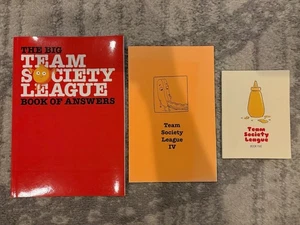 THE BIG
TEAM
SOCIETY
LEAGUE
BOOK OF ANSWERS
Team
Society
League
IV
Team
Society
League